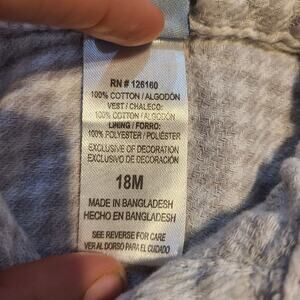 RN # 126160
100% COTTON / ALGODÓN
VEST / CHALECO:
100% COTTON / ALGODÓN
LINING / FORRO:
100% POLYESTER / POLIÉSTER
EXCLUSIVE OF DECORATION
EXCLUSIVO DE DECORACIÓN
18M
MADE IN BANGLADESH
HECHO EN BANGLADESH
SEE REVERSE FOR CARE
VER AL DORSO PARA EL CUIDADO